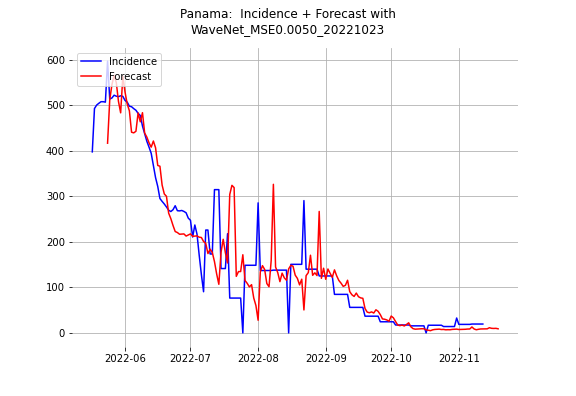 Panama:  Incidence + Forecast with
WaveNet_MSE0.0050_20221023
Incidence
Forecast
600
500
400
300
200
100
0
2022-06 2022-07 2022-08 2022-09 2022-10 2022-11